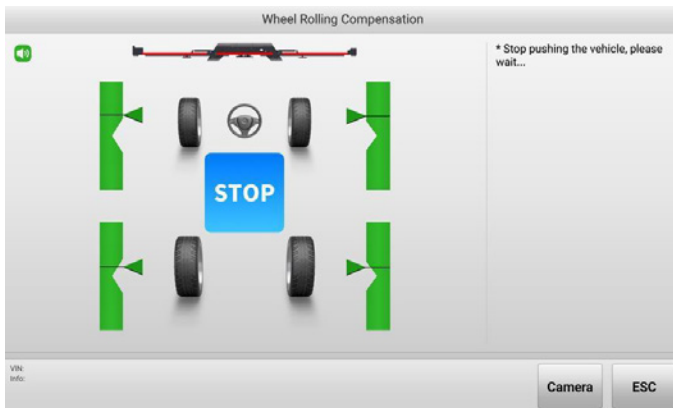 Wheel Rolling Compensation
* Stop pushing the vehicle, please
wait...
STOP
VIN:
Info:
Camera
ESC